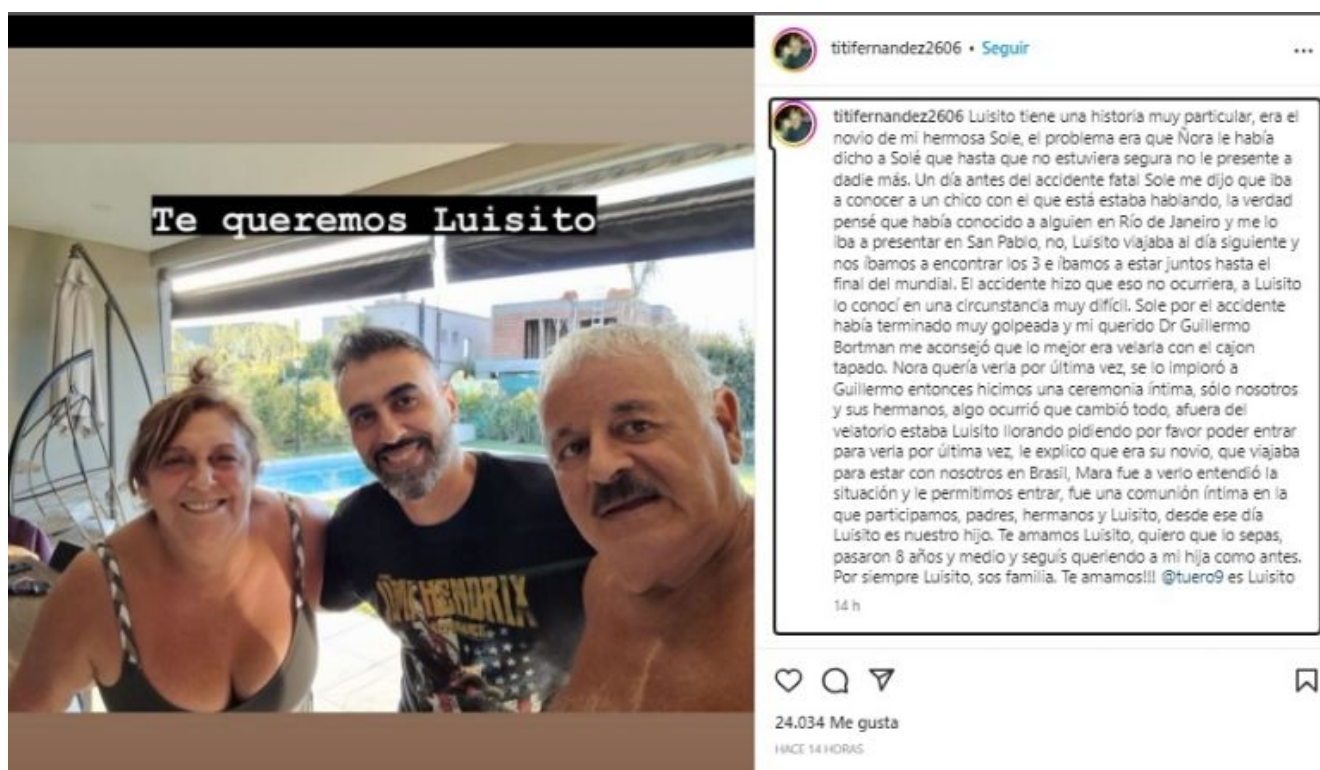 Te queremos Luisito
HENDRIX
titifernandez2606 • Seguir
titifernandez2606 Luisito tiene una historia muy particular, era el
novio de mi hermosa Sole, el problema era que Ñora le había
dicho a Solé que hasta que no estuviera segura no le presente a
dadie más. Un día antes del accidente fatal Sole me dijo que iba
a conocer a un chico con el que está estaba hablando, la verdad
pensé que había conocido a alguien en Río de Janeiro y me lo
iba a presentar en San Pablo, no, Luisito viajaba al día siguiente y
nos íbamos a encontrar los 3 e íbamos a estar juntos hasta el
final del mundial. El accidente hizo que eso no ocurriera, a Luisito
lo conocí en una circunstancia muy difícil. Sole por el accidente
había terminado muy golpeada y mi querido Dr Guillermo
Bortman me aconsejó que lo mejor era velarla con el cajon
tapado. Nora quería verla por última vez, se lo imploró a
Guillermo entonces hicimos una ceremonia íntima, sólo nosotros
y sus hermanos, algo ocurrió que cambió todo, afuera del
velatorio estaba Luisito llorando pidiendo por favor poder entrar
para verla por última vez, le explico que era su novio, que viajaba
para estar con nosotros en Brasil, Mara fue a verlo entendió la
situación y le permitimos entrar, fue una comunión íntima en la
que participamos, padres, hermanos y Luisito, desde ese día
Luisito es nuestro hijo. Te amamos Luisito, quiero que lo sepas,
pasaron 8 años y medio y seguís queriendo a mi hija como antes.
Por siempre Luisito, sos familia. Te amamos!!! @tuero9 es Luisito
14 h
24.034 Me gusta
HACE 14 HORAS